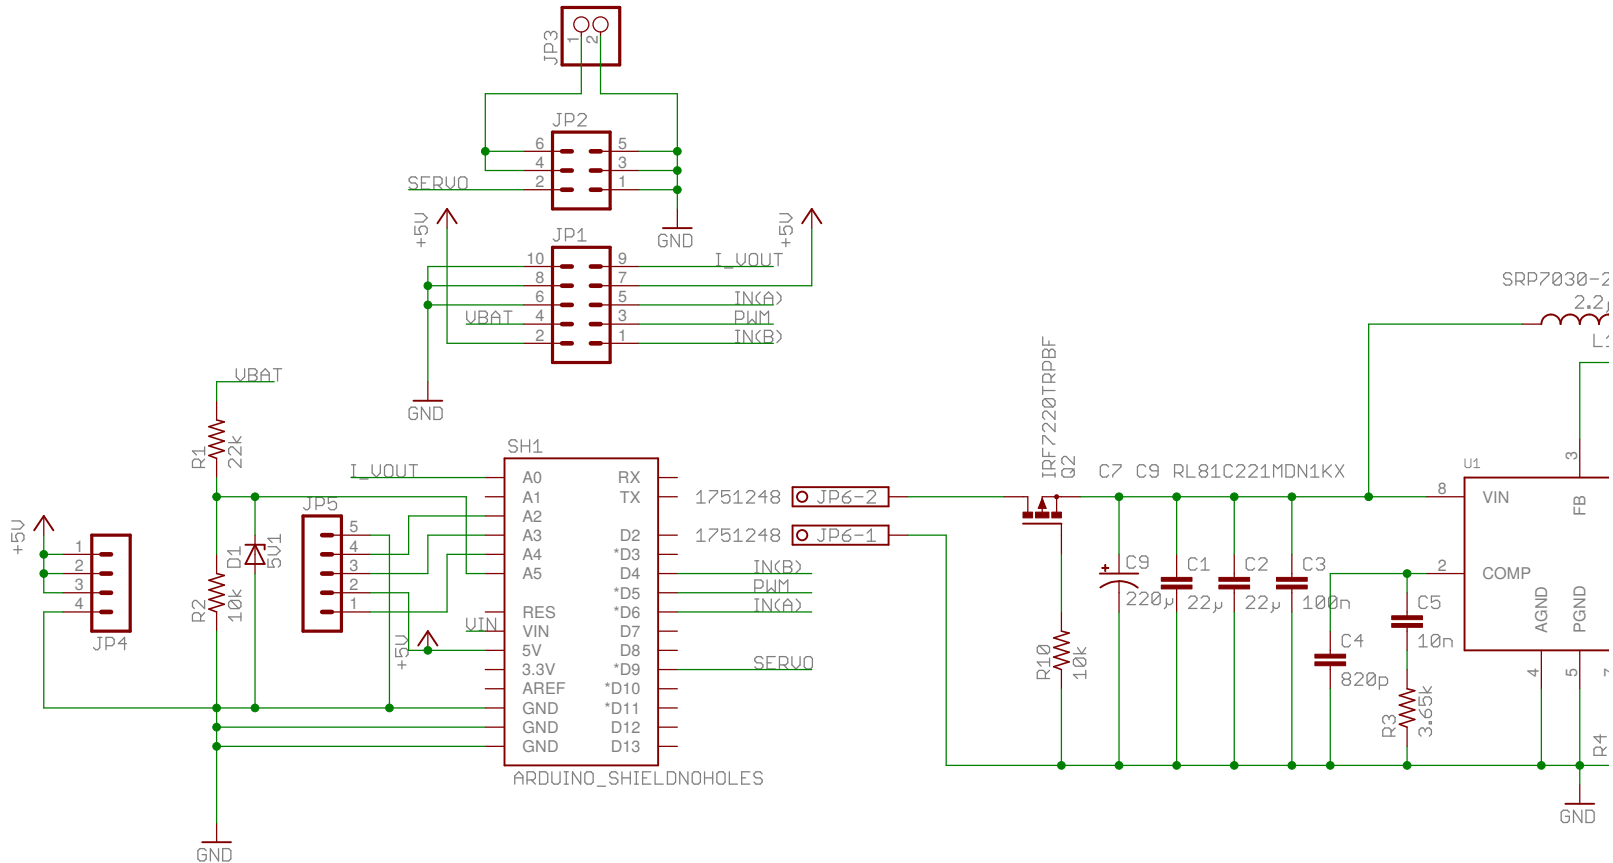 JP3
1
2
JP2
6 5
4 3
2 1
SERVO
GND
+5V
+5V
JP1
10 9
8 7
6 5
4 3
2 1
I_VOUT
IN(A)
VBAT
PWM
IN(B)
GND
VBAT
R1
22k
I_VOUT
SH1
A0
A1
A2
A3
A4
A5
RES
VIN
5V
3.3V
AREF
GND
GND
GND
RX
TX
D2
*D3
D4
*D5
*D6
D7
D8
*D9
*D10
*D11
D12
D13
ARDUINO_SHIELDNOHOLES
IN(B)
PWM
IN(A)
SERVO
VIN
+5V
JP5
5
4
3
2
1
D1
5V1
R2
10k
+5V
1
2
3
4
JP4
GND
1751248 JP6-2
1751248 JP6-1
IRF7220TRPBF
Q2
R10
10k
C7 C9 RL81C221MDN1KX
+
C9
220µ
C1
22µ
C2
22µ
C3
100n
C4
820p
C5
10n
R3
3.65k
SRP7030-2
2.2µ
L1
U1
3
8
VIN
FB
2
COMP
AGND
PGND
4
5
7
R4
GND